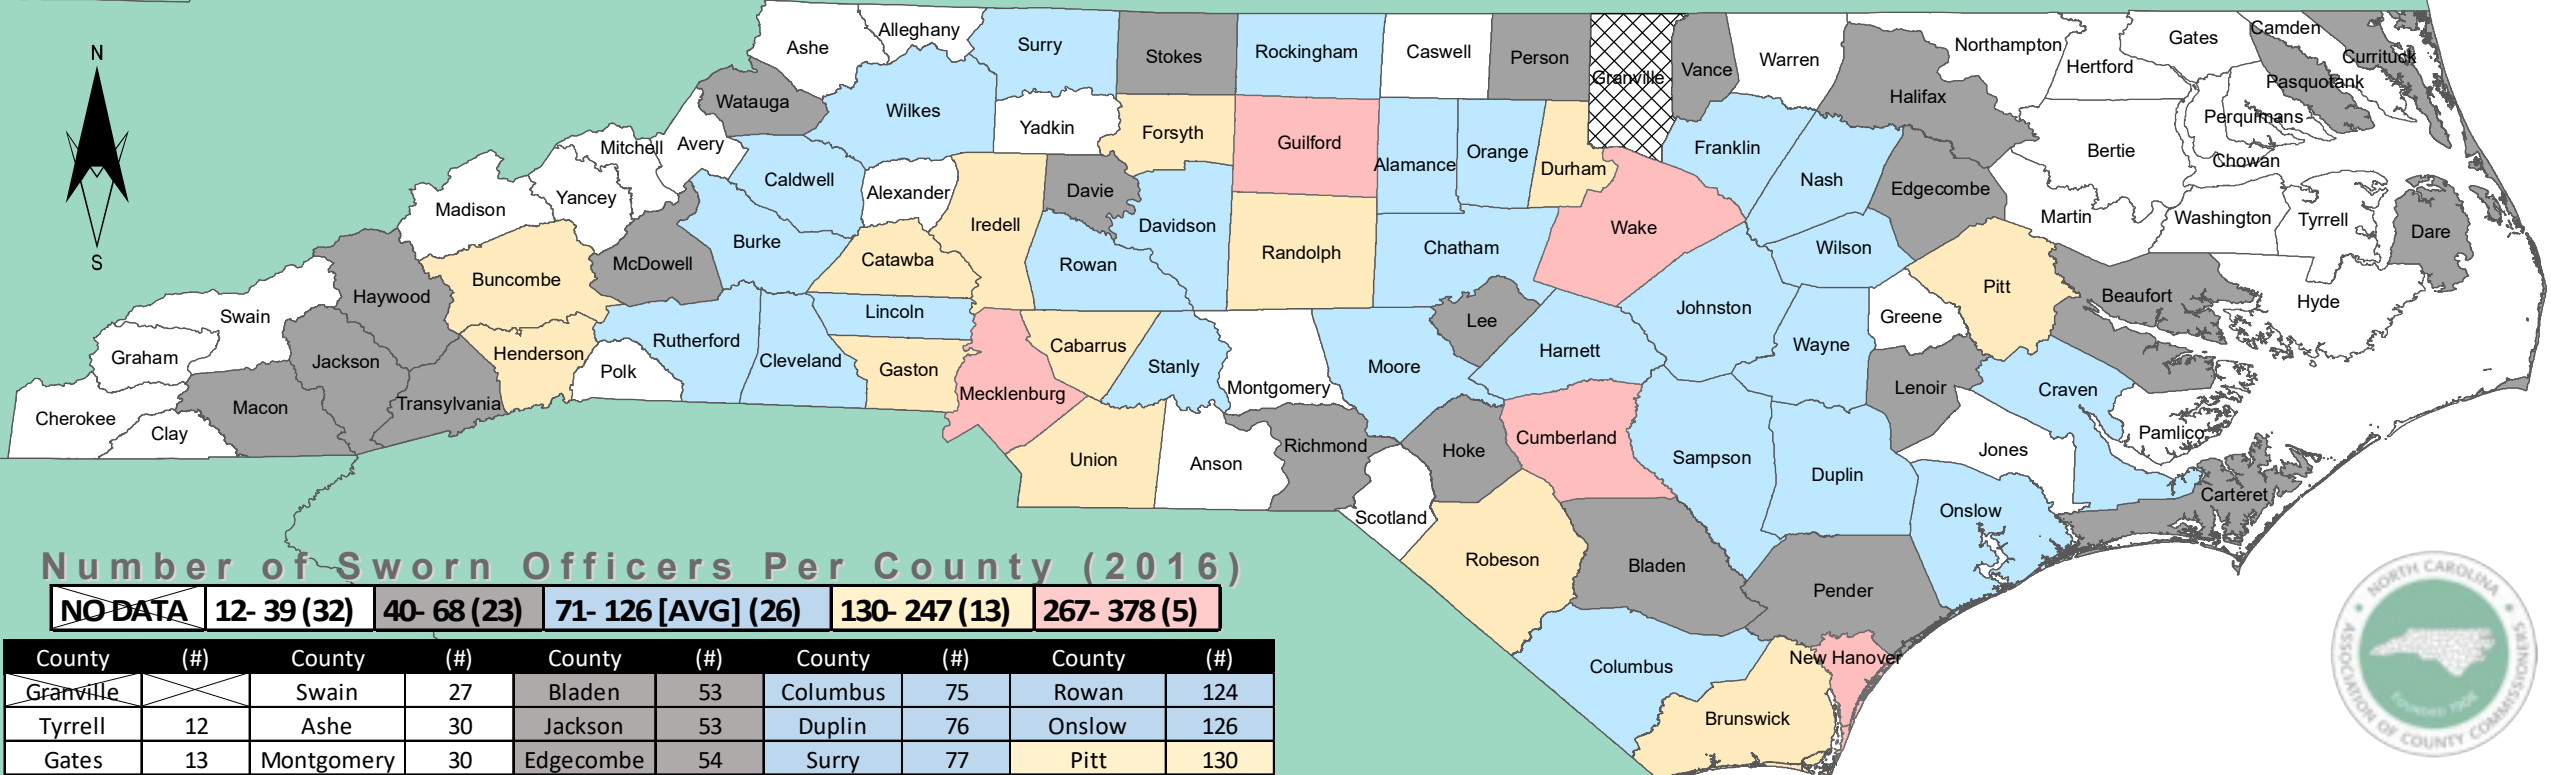 Ashe
Alleghany
Surry
Stokes
Rockingham
Caswell
Person
Granville
Vance
Warren
Northampton
Hertford
Gates
Camden
Currituck
Pasquotank
Perquimans
Chowan
Halifax
Bertie
N
Watauga
Wilkes
Yadkin
Forsyth
Guilford
Alamance
Orange
Durham
Franklin
Nash
Edgecombe
Martin
Washington
Tyrrell
Dare
Mitchell
Avery
Caldwell
Alexander
Iredell
Davie
Davidson
Randolph
Chatham
Wake
Wilson
Pitt
Beaufort
Hyde
Madison
Yancey
Burke
Catawba
Rowan
Johnston
Greene
S
Buncombe
McDowell
Haywood
Swain
Graham
Jackson
Henderson
Rutherford
Polk
Cleveland
Lincoln
Gaston
Mecklenburg
Cabarrus
Stanly
Montgomery
Moore
Lee
Harnett
Wayne
Lenoir
Craven
Pamlico
Jones
Cherokee
Clay
Macon
Transylvania
Union
Anson
Richmond
Scotland
Hoke
Cumberland
Sampson
Duplin
Onslow
Carteret
Robeson
Bladen
Pender
Columbus
Brunswick
New Hanover
Number of Sworn Officers Per County (2016)
NO DATA 12- 39 (32) 40- 68 (23) 71- 126 [AVG] (26) 130- 247 (13) 267- 378 (5)
County (#) County (#) County (#) County (#) County (#)
Granville Swain 27 Bladen 53 Columbus 75 Rowan 124
Tyrrell 12 Ashe 30 Jackson 53 Duplin 76 Onslow 126
Gates 13 Montgomery 30 Edgecombe 54 Surry 77 Pitt 130
NORTH CAROLINA
ASSOCIATION OF COUNTY COMMISSIONERS
FOUNDED 1908